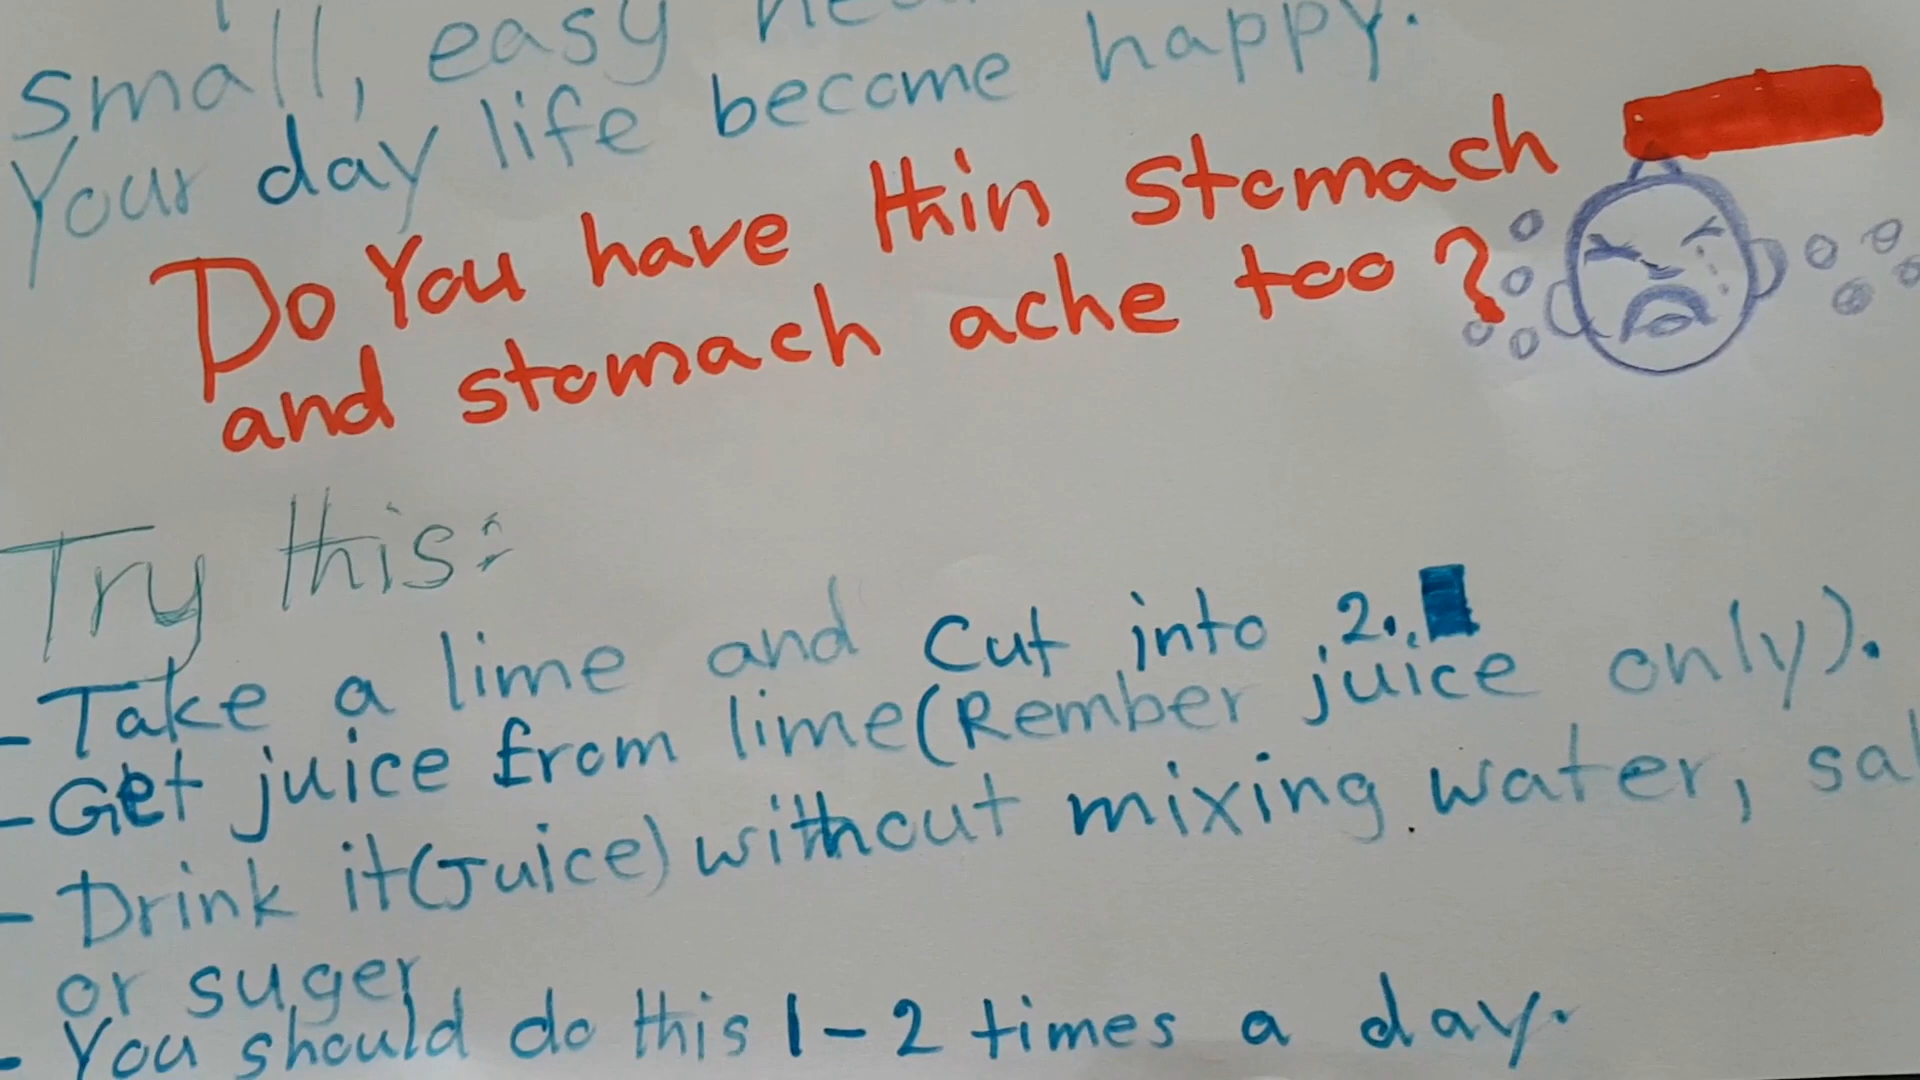 small, easy
Your day life become happy.
Do You have thin stomach
and stomach ache too?
Try this:
- Take a lime and Cut into 2.
- Get juice from lime(Rember juice only).
- Drink it(Juice) without mixing water,
or suger
- You should do this 1-2 times a day.